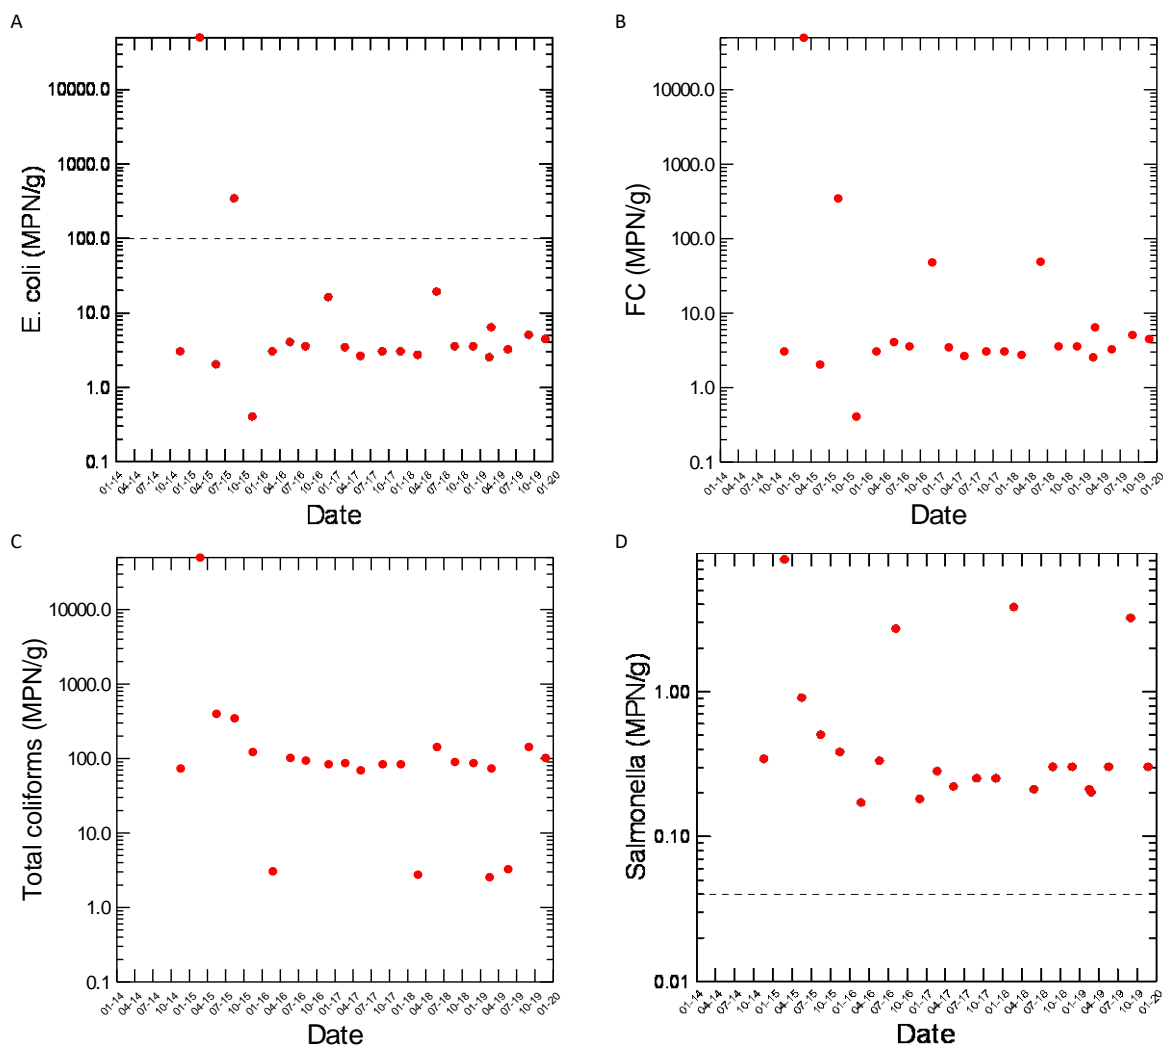 A
E. coli (MPN/g)
10000.0
1000.0
100.0
10.0
1.0
0.1
01-14 04-14 07-14 10-14 01-15 04-15 07-15 10-15 01-16 04-16 07-16 10-16 01-17 04-17 07-17 10-17 01-18 04-18 07-18 10-18 01-19 04-19 07-19 10-19 01-20
Date
B
FC (MPN/g)
10000.0
1000.0
100.0
10.0
1.0
0.1
01-14 04-14 07-14 10-14 01-15 04-15 07-15 10-15 01-16 04-16 07-16 10-16 01-17 04-17 07-17 10-17 01-18 04-18 07-18 10-18 01-19 04-19 07-19 10-19 01-20
Date
C
Total coliforms (MPN/g)
10000.0
1000.0
100.0
10.0
1.0
0.1
01-14 04-14 07-14 10-14 01-15 04-15 07-15 10-15 01-16 04-16 07-16 10-16 01-17 04-17 07-17 10-17 01-18 04-18 07-18 10-18 01-19 04-19 07-19 10-19 01-20
Date
D
Salmonella (MPN/g)
1.00
0.10
0.01
01-14 04-14 07-14 10-14 01-15 04-15 07-15 10-15 01-16 04-16 07-16 10-16 01-17 04-17 07-17 10-17 01-18 04-18 07-18 10-18 01-19 04-19 07-19 10-19 01-20
Date